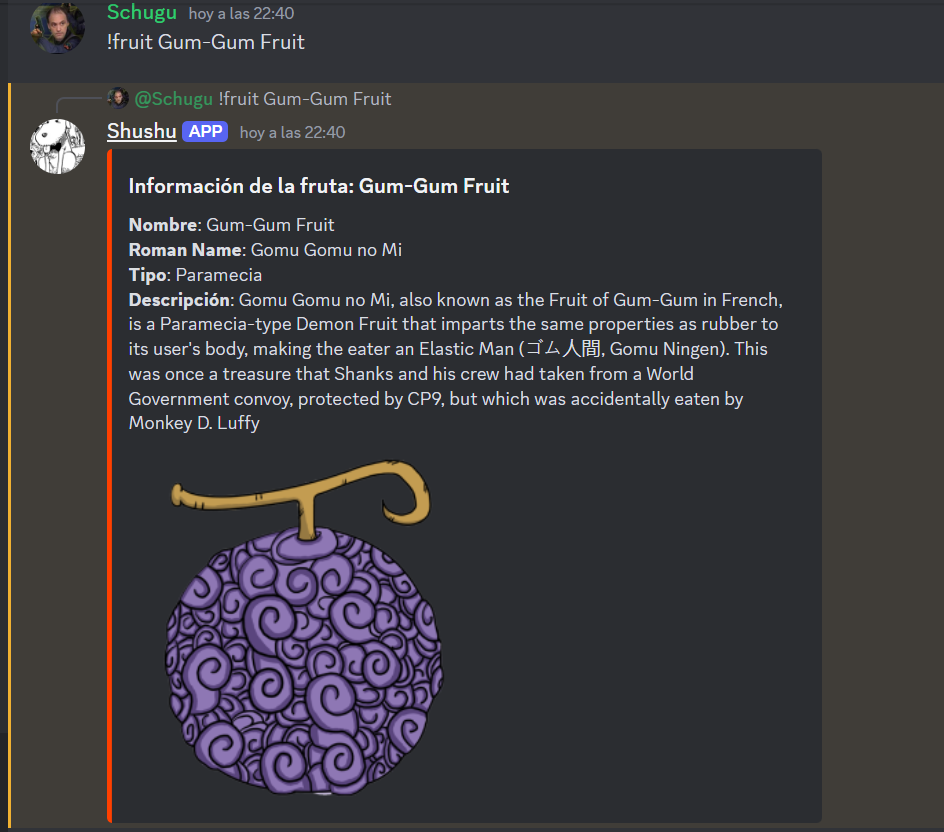 Schugu hoy a las 22:40
!fruit Gum-Gum Fruit
@Schugu !fruit Gum-Gum Fruit
Shushu APP hoy a las 22:40
Información de la fruta: Gum-Gum Fruit
Nombre: Gum-Gum Fruit
Roman Name: Gomu Gomu no Mi
Tipo: Paramecia
Descripción: Gomu Gomu no Mi, also known as the Fruit of Gum-Gum in French,
is a Paramecia-type Demon Fruit that imparts the same properties as rubber to
its user's body, making the eater an Elastic Man (ゴム人間, Gomu Ningen). This
was once a treasure that Shanks and his crew had taken from a World
Government convoy, protected by CP9, but which was accidentally eaten by
Monkey D. Luffy